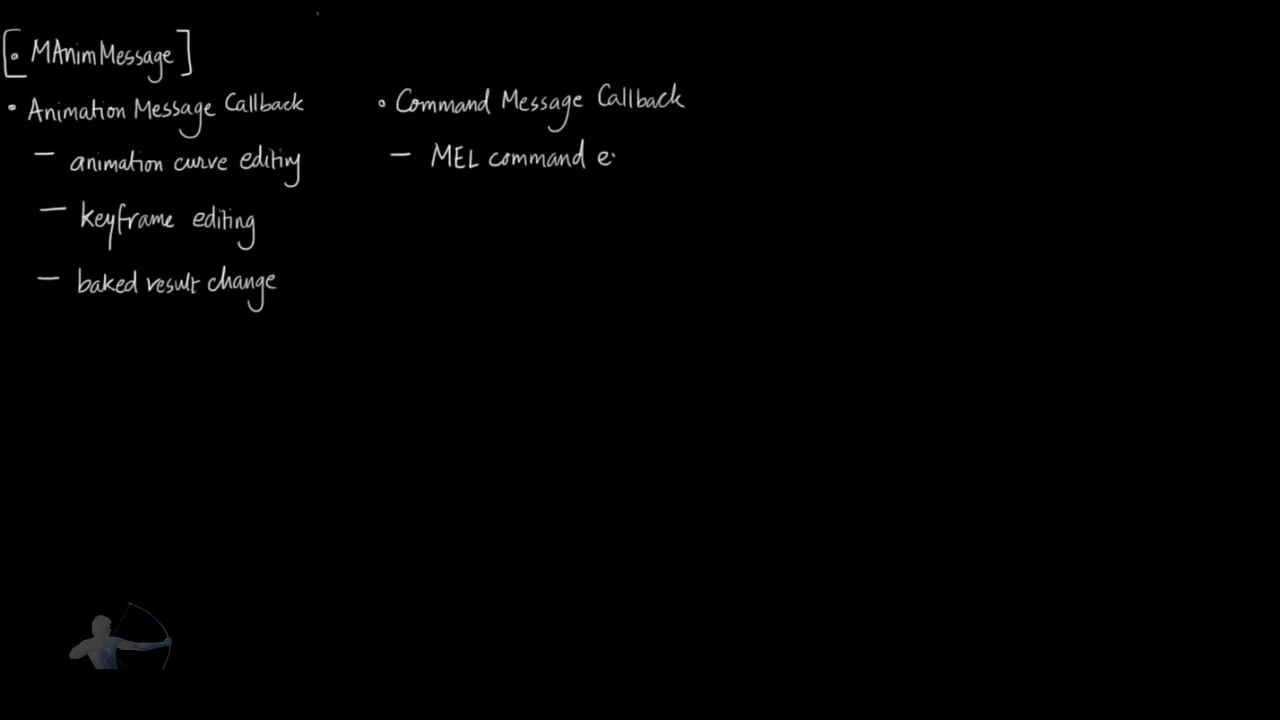 [• MAnimMessage]
• Animation Message Callback
— animation curve editing
— keyframe editing
— baked result change
• Command Message Callback
— MEL command e